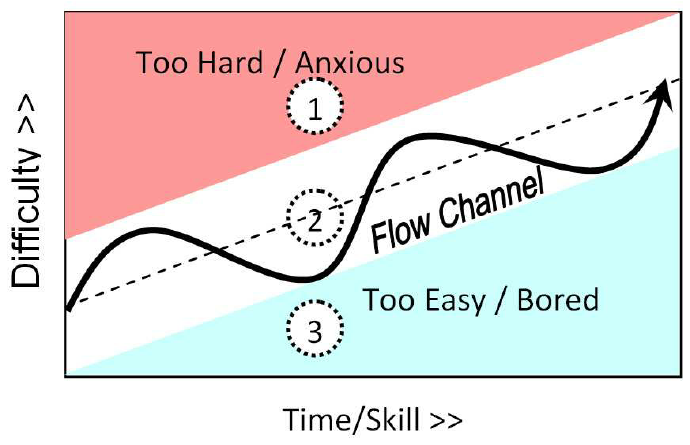 Too Hard / Anxious
1
2
Flow Channel
3
Too Easy / Bored
Difficulty >>
Time/Skill >>